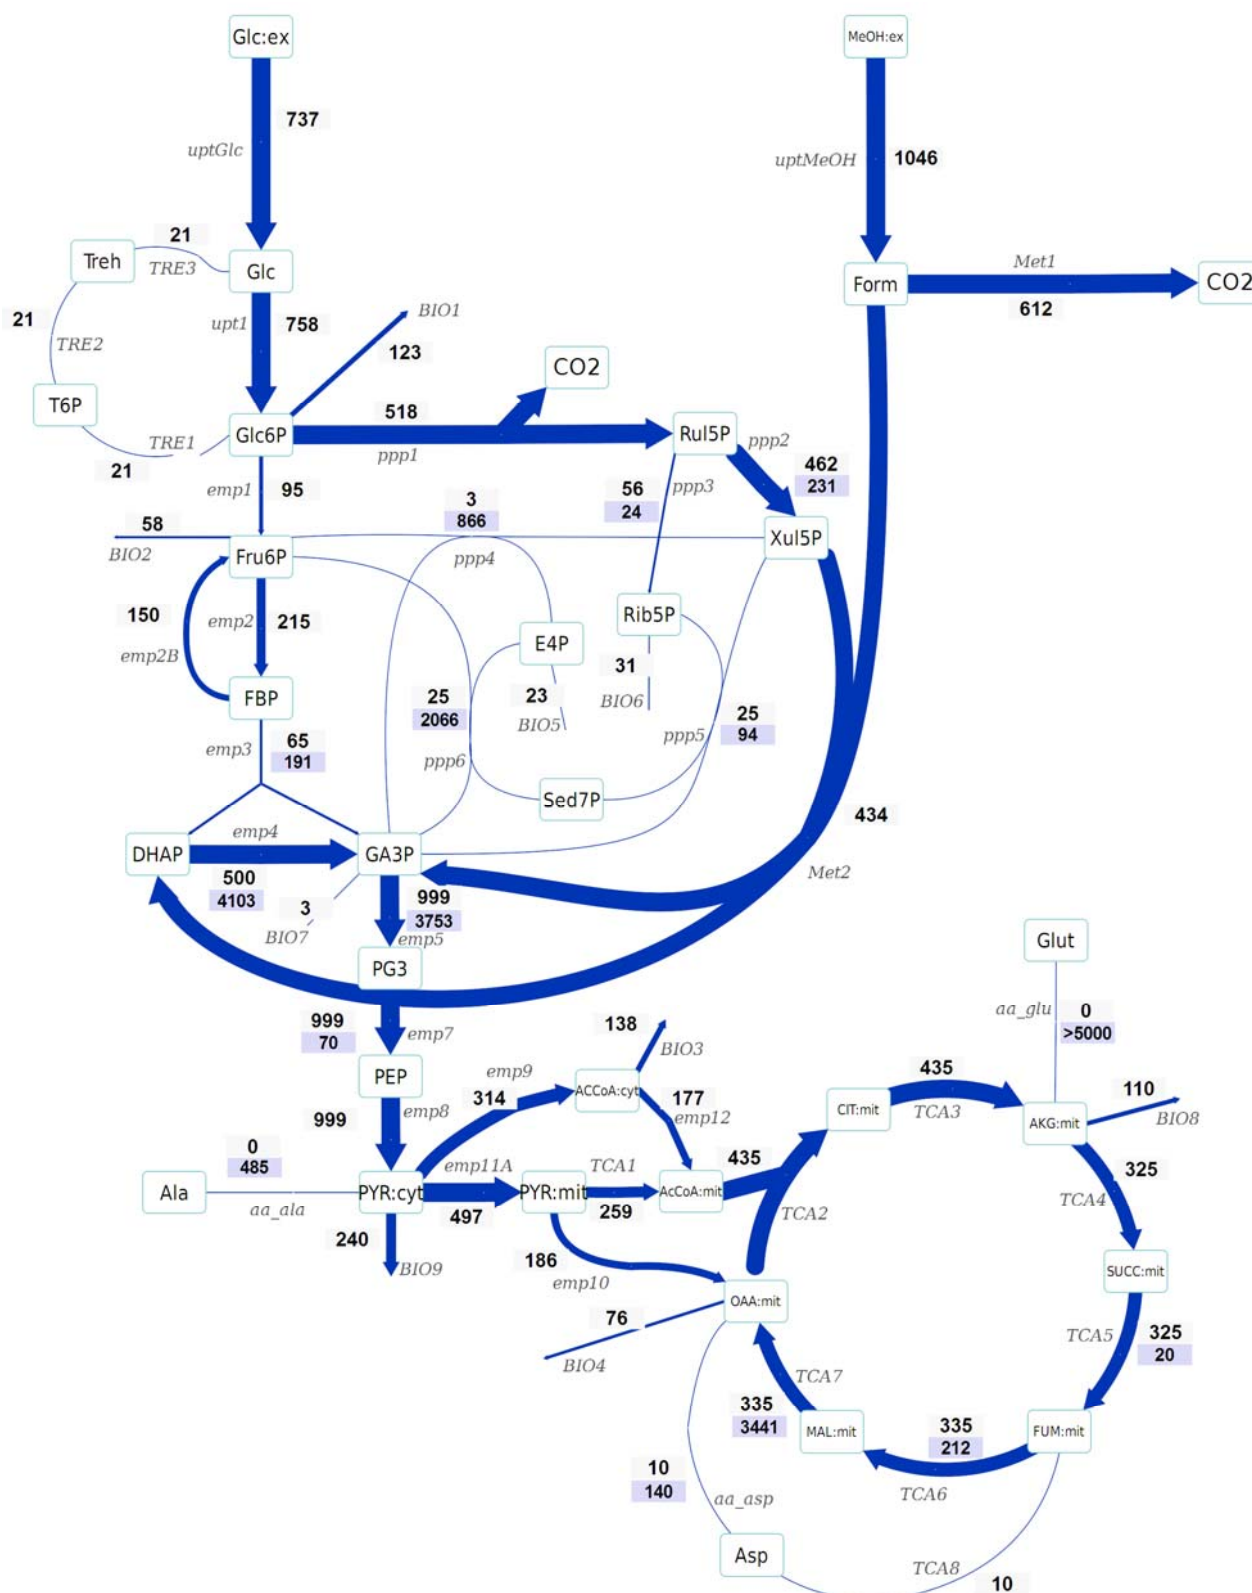 Glc:ex
MeOH:ex
737
uptGlc
uptMeOH
1046
21
Treh
TRE3
Glc
Form
Met1
612
CO2
21
TRE2
upt1
758
BIO1
123
CO2
T6P
TRE1
21
Glc6P
518
ppp1
Rul5P
ppp2
462
231
emp1
95
56
24
ppp3
3
866
ppp4
58
BIO2
Fru6P
Xul5P
150
emp2B
emp2
215
E4P
Rib5P
31
BIO6
FBP
23
BIO5
25
2066
ppp6
ppp5
25
94
emp3
65
191
Sed7P
434
DHAP
emp4
500
4103
GA3P
Met2
3
BIO7
999
3753
emp5
PG3
Glut
999
70
emp7
aa_glu
0
>5000
PEP
emp9
314
138
BIO3
ACCoA:cyt
177
emp12
CIT:mit
435
TCA3
AKG:mit
110
BIO8
999
emp8
0
485
Ala
aa_ala
PYR:cyt
emp11A
497
PYR:mit
TCA1
259
AcCoA:mit
435
TCA2
325
TCA4
240
BIO9
186
emp10
OAA:mit
SUCC:mit
76
BIO4
TCA5
325
20
TCA7
335
3441
MAL:mit
335
212
TCA6
FUM:mit
10
140
aa_asp
Asp
TCA8
10